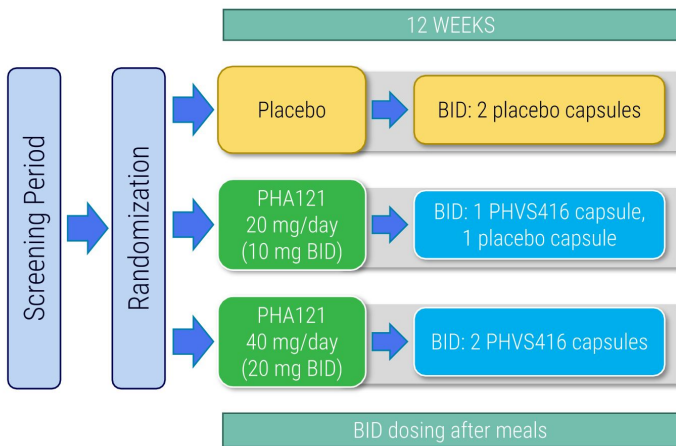 12 WEEKS
Screening Period
Randomization
Placebo
BID: 2 placebo capsules
PHA121
20 mg/day
(10 mg BID)
BID: 1 PHVS416 capsule,
1 placebo capsule
PHA121
40 mg/day
(20 mg BID)
BID: 2 PHVS416 capsules
BID dosing after meals